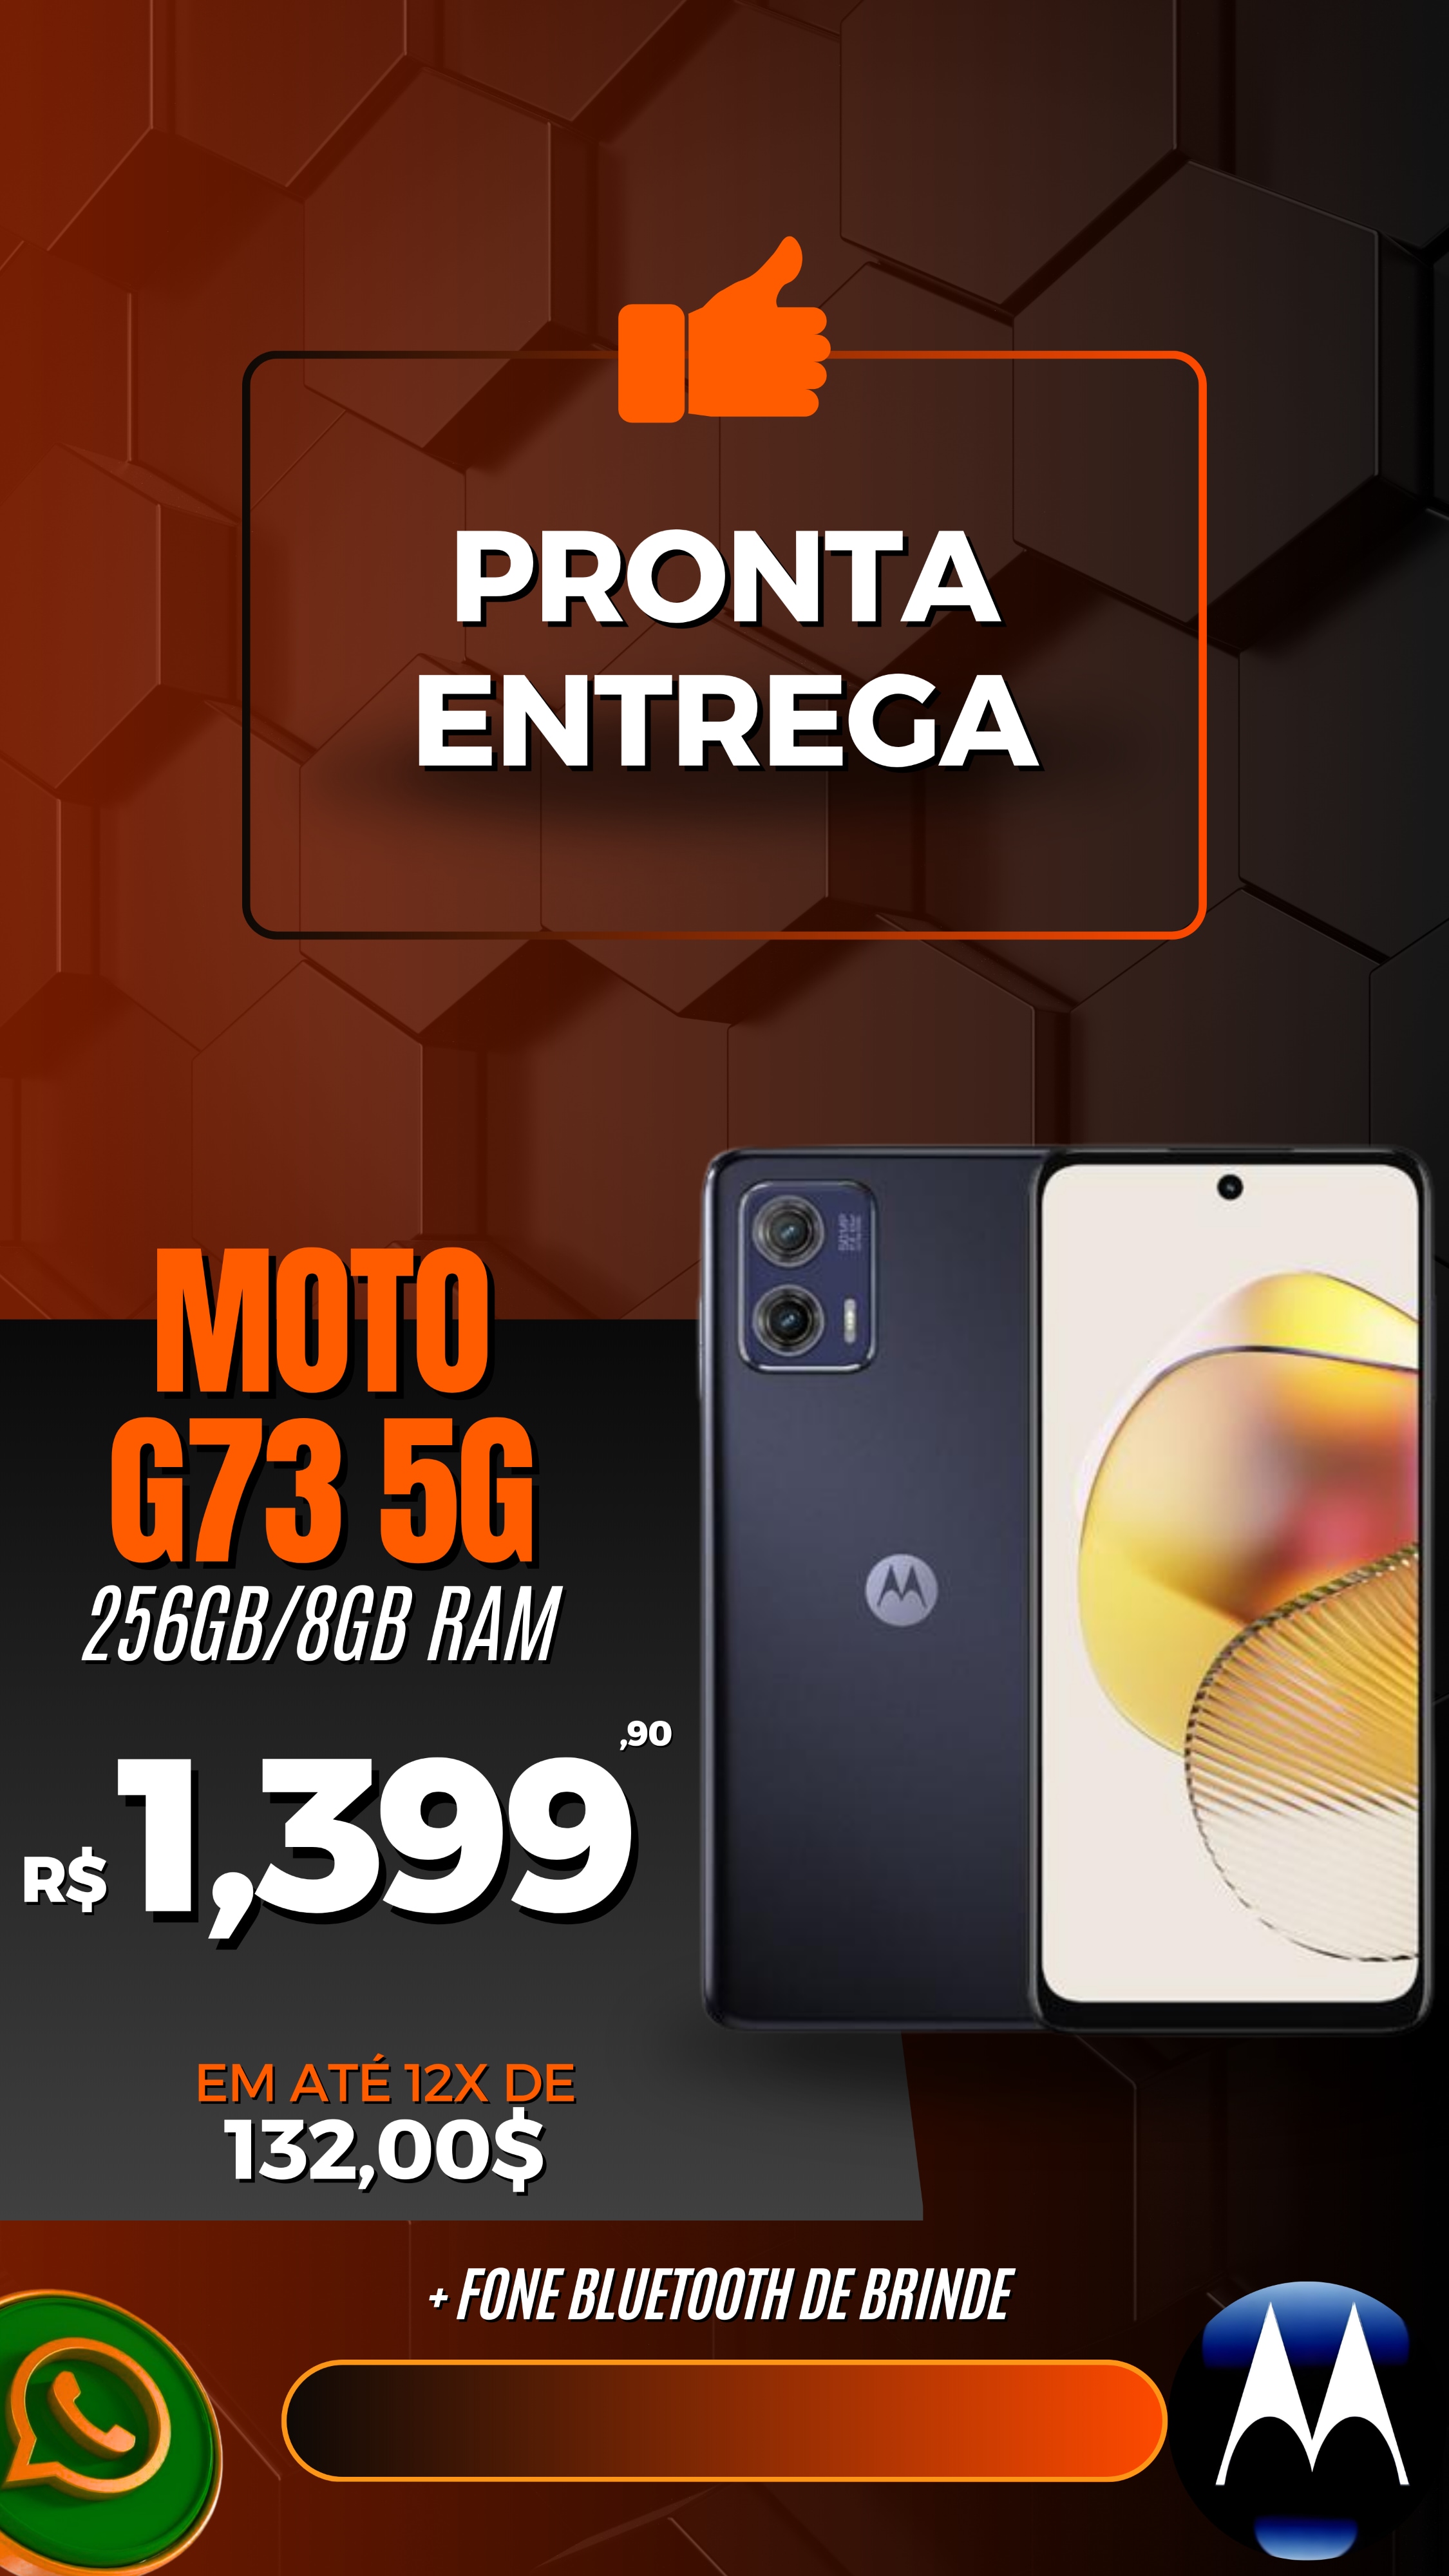 PRONTA
ENTREGA
MOTO
G73 5G
256GB/8GB RAM
R$ 1,399,90
EM ATÉ 12X DE
132,00$
+ FONE BLUETOOTH DE BRINDE